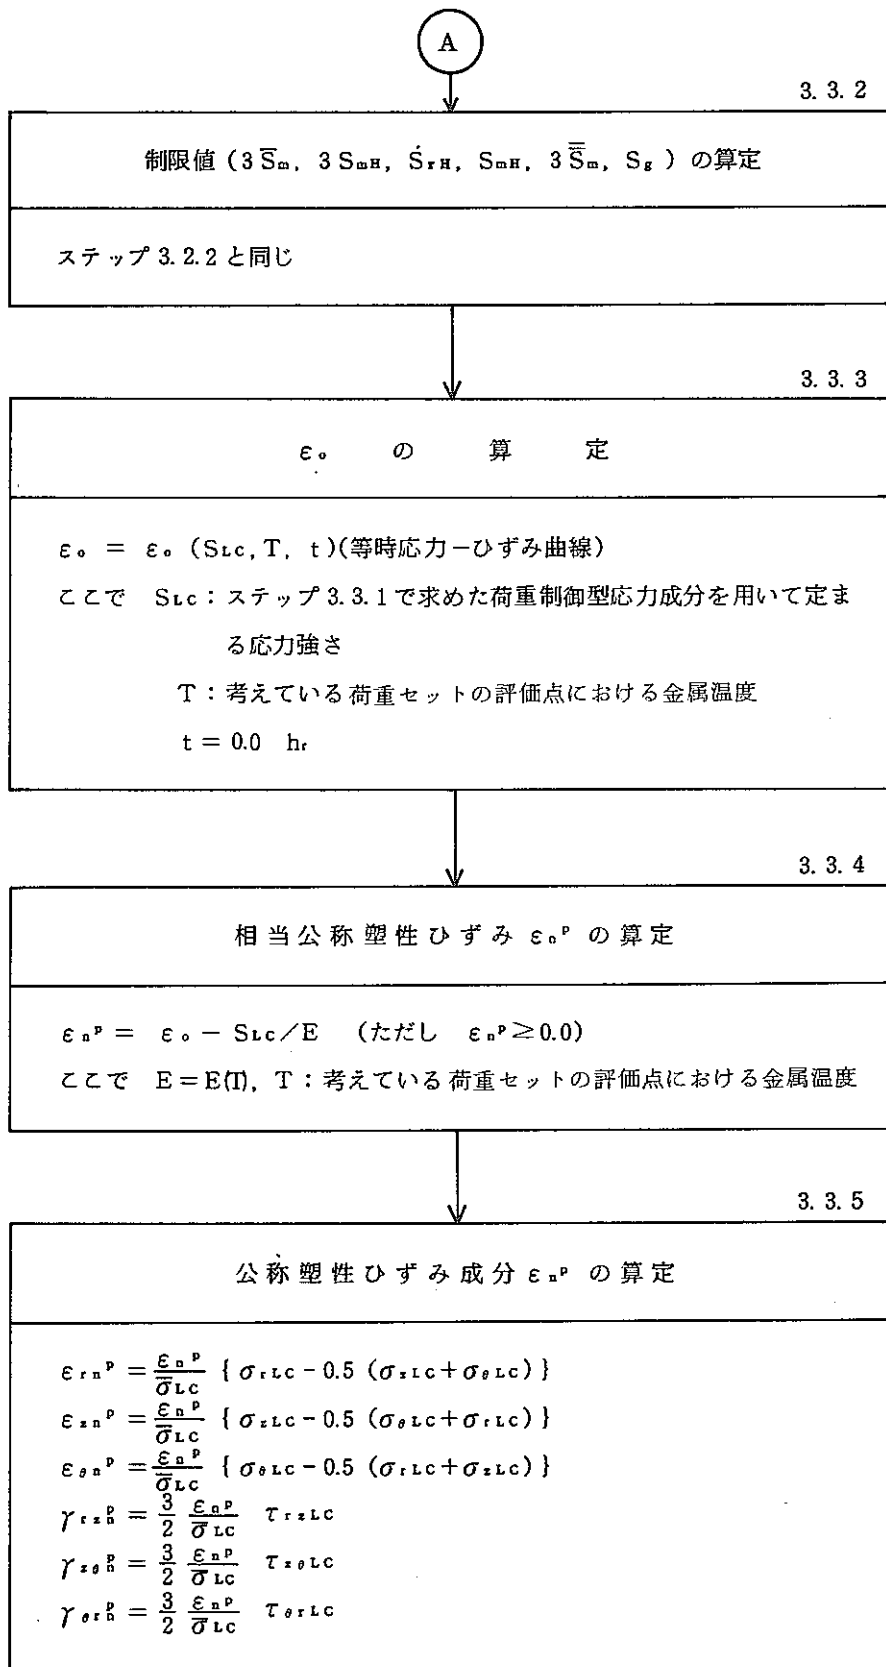 A
3. 3. 2
制限値 (3 S̅m, 3 SmH, ṠrH, SmH, 3 S̿m, Sg) の算定
ステップ 3. 2. 2 と同じ
3. 3. 3
εo の 算 定
εo = εo (SLC, T, t)(等時応力-ひずみ曲線)
ここで SLC : ステップ 3. 3. 1 で求めた荷重制御型応力成分を用いて定ま
る応力強さ
T : 考えている荷重セットの評価点における金属温度
t = 0.0 hr
3. 3. 4
相当公称塑性ひずみ εnᴾ の算定
εnᴾ = εo - SLC/E (ただし εnᴾ ≧ 0.0)
ここで E = E(T), T : 考えている荷重セットの評価点における金属温度
3. 3. 5
公称塑性ひずみ成分 εnᴾ の算定
εrnᴾ = εnᴾ/σ̅LC { σrLC - 0.5 (σzLC + σθLC) }
εznᴾ = εnᴾ/σ̅LC { σzLC - 0.5 (σθLC + σrLC) }
εθnᴾ = εnᴾ/σ̅LC { σθLC - 0.5 (σrLC + σzLC) }
γrznᴾ = 3/2 εnᴾ/σ̅LC τrzLC
γzθnᴾ = 3/2 εnᴾ/σ̅LC τzθLC
γθrnᴾ = 3/2 εnᴾ/σ̅LC τθrLC